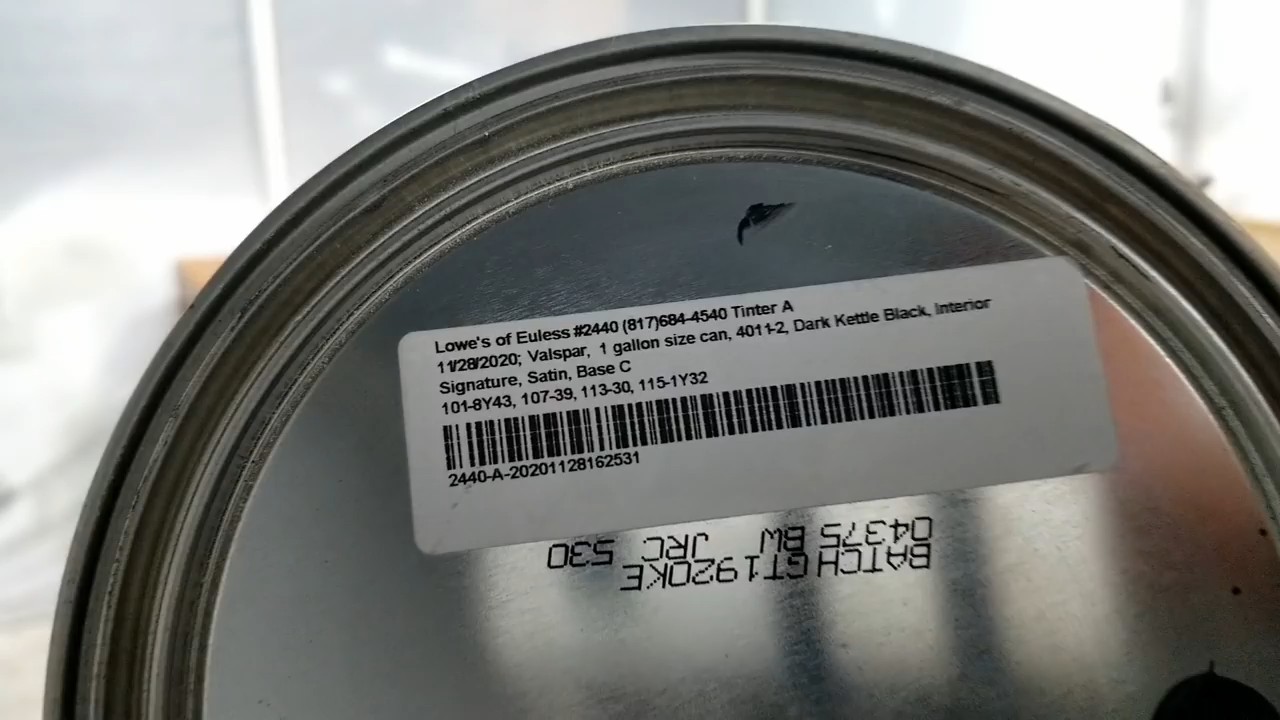 Lowe's of Euless #2440 (817)684-4540 Tinter A
11/28/2020; Valspar, 1 gallon size can, 4011-2, Dark Kettle Black, Interior
Signature, Satin, Base C
101-8Y43, 107-39, 113-30, 115-1Y32
2440-A-20201128162531
BATCH GT1920KE
04375 BW JRC 530